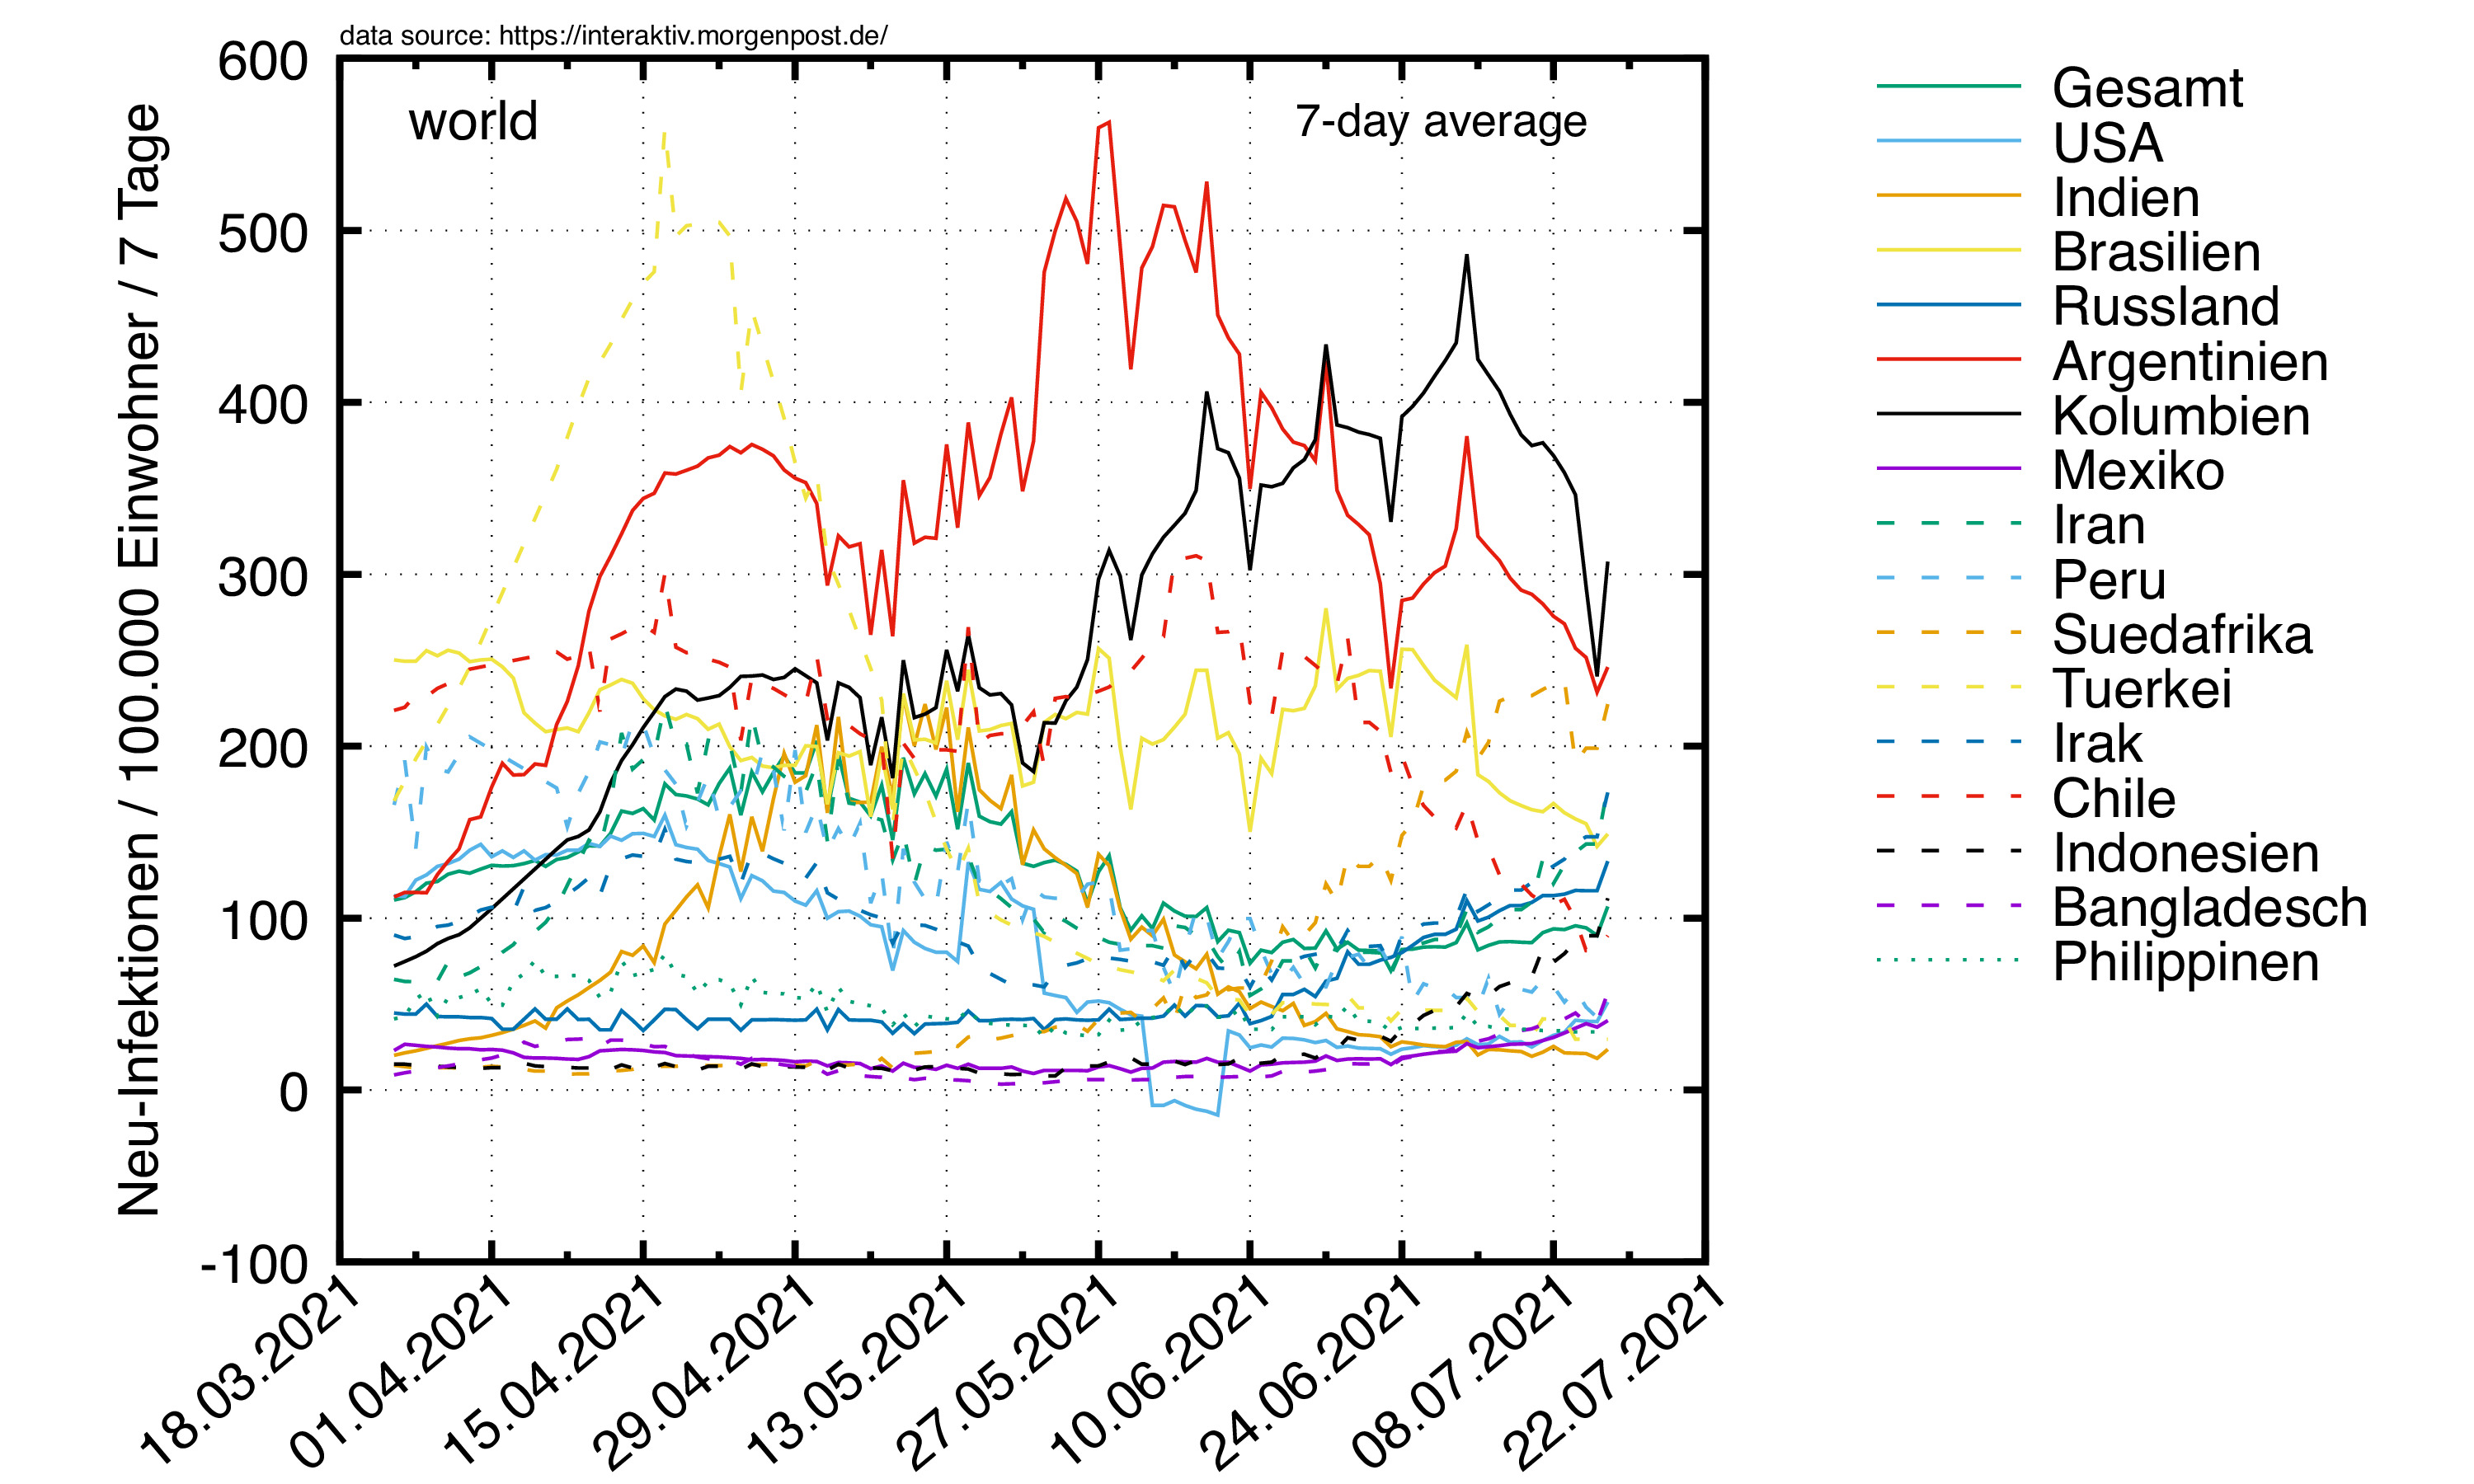 data source: https://interaktiv.morgenpost.de/
600
500
400
300
200
100
0
-100
Neu-Infektionen / 100.000 Einwohner / 7 Tage
world
7-day average
18.03.2021
01.04.2021
15.04.2021
29.04.2021
13.05.2021
27.05.2021
10.06.2021
24.06.2021
08.07.2021
22.07.2021
Gesamt
USA
Indien
Brasilien
Russland
Argentinien
Kolumbien
Mexiko
Iran
Peru
Suedafrika
Tuerkei
Irak
Chile
Indonesien
Bangladesch
Philippinen